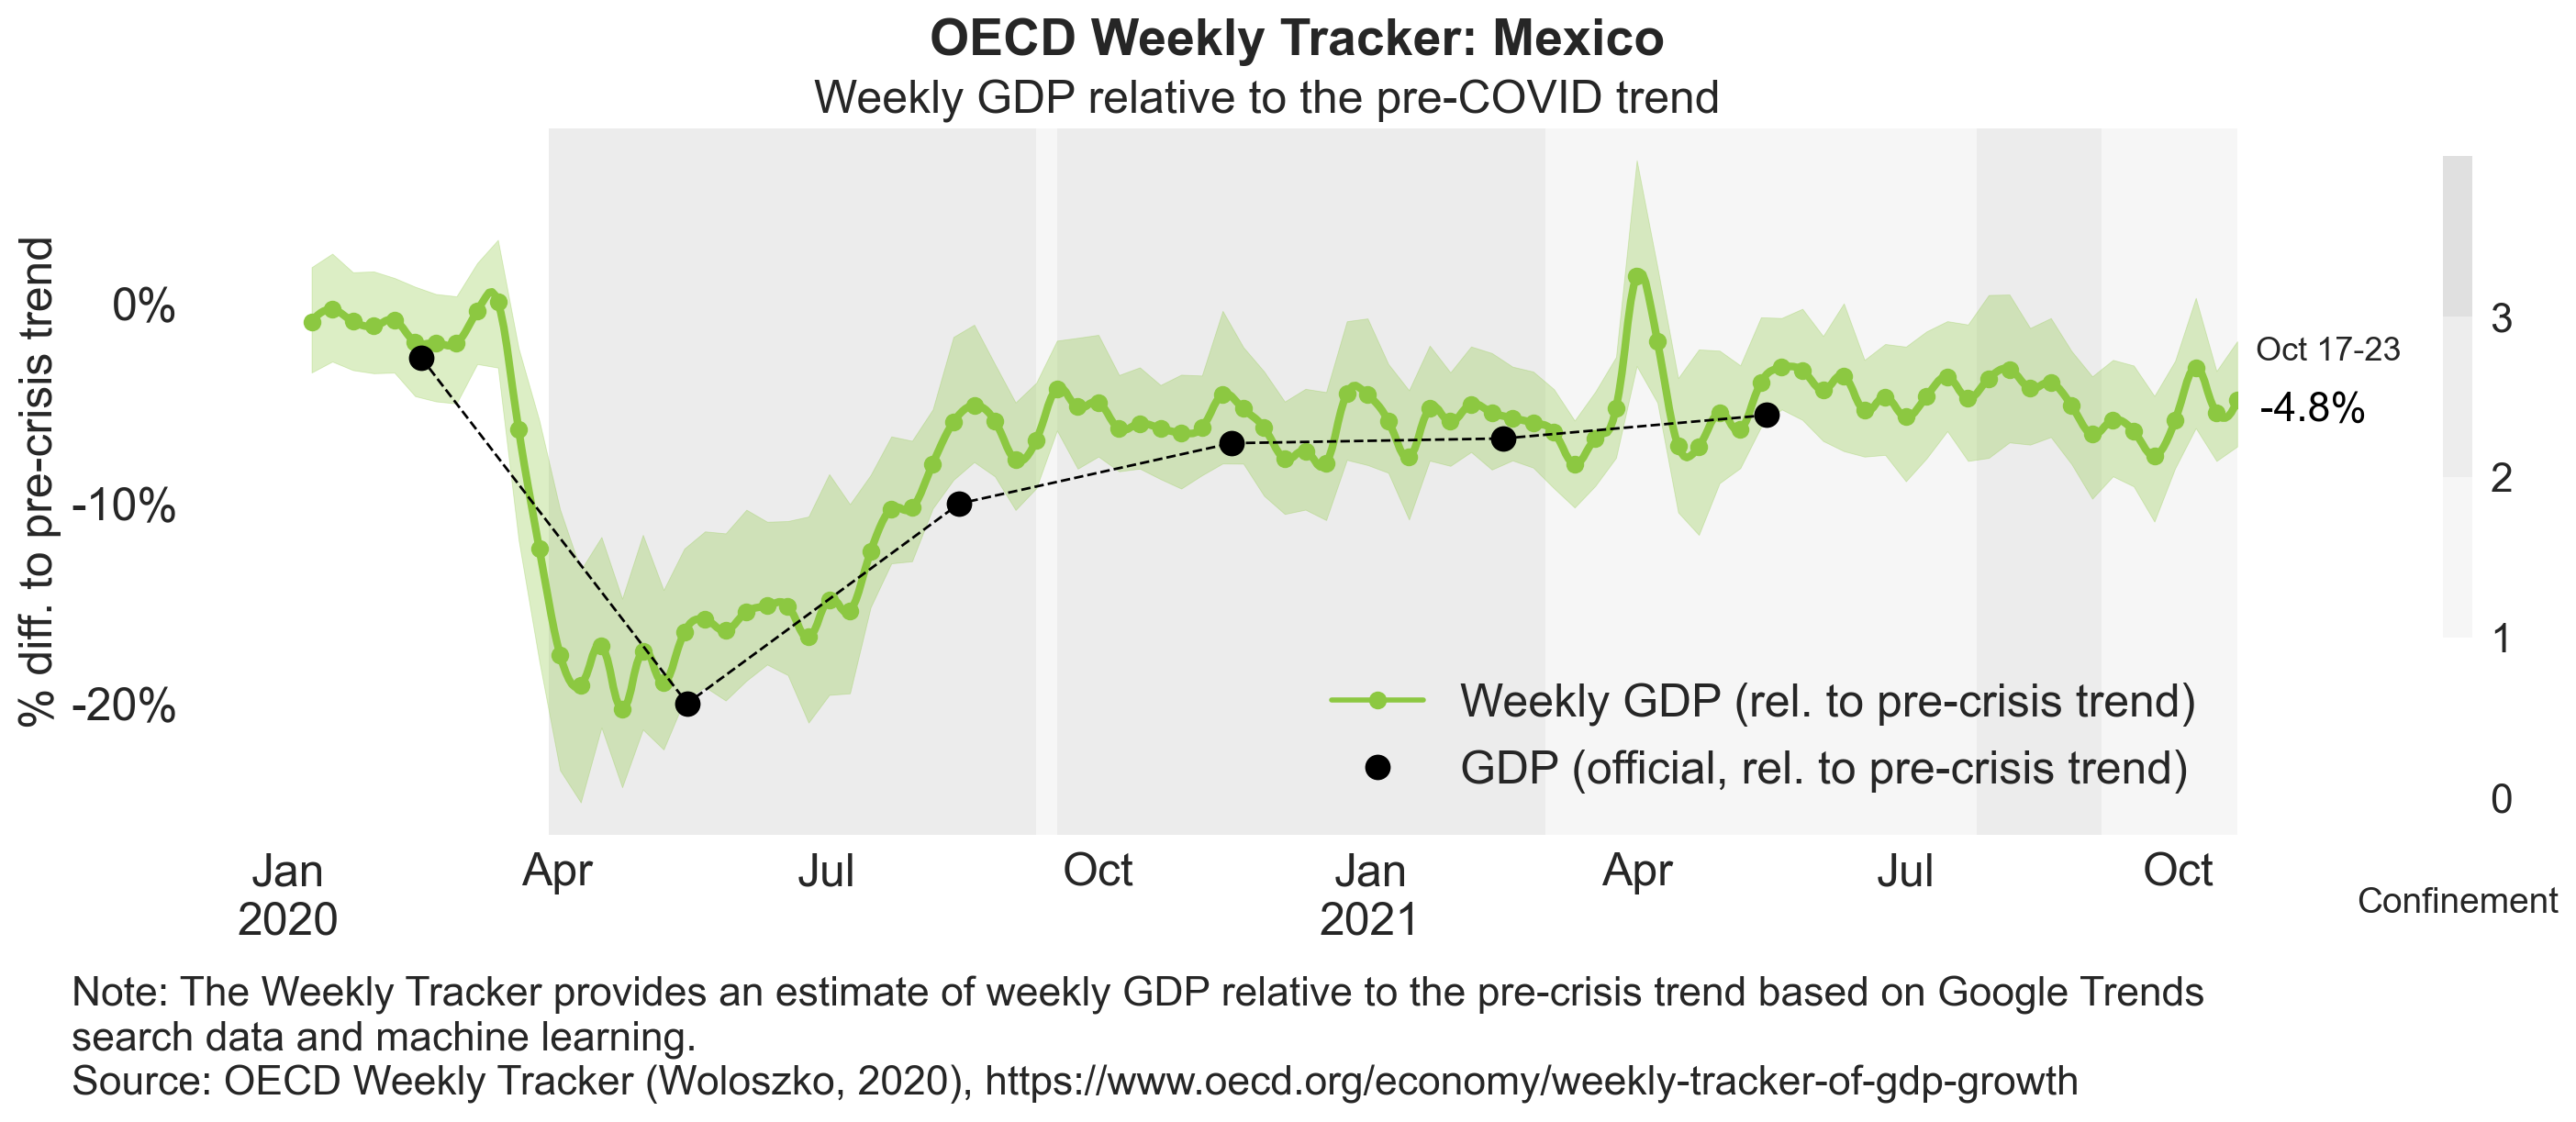 OECD Weekly Tracker: Mexico
Weekly GDP relative to the pre-COVID trend
% diff. to pre-crisis trend
0%
-10%
-20%
Oct 17-23
-4.8%
Weekly GDP (rel. to pre-crisis trend)
GDP (official, rel. to pre-crisis trend)
3
2
1
0
Confinement
Jan Apr Jul Oct Jan Apr Jul Oct
2020 2021
Note: The Weekly Tracker provides an estimate of weekly GDP relative to the pre-crisis trend based on Google Trends
search data and machine learning.
Source: OECD Weekly Tracker (Woloszko, 2020), https://www.oecd.org/economy/weekly-tracker-of-gdp-growth